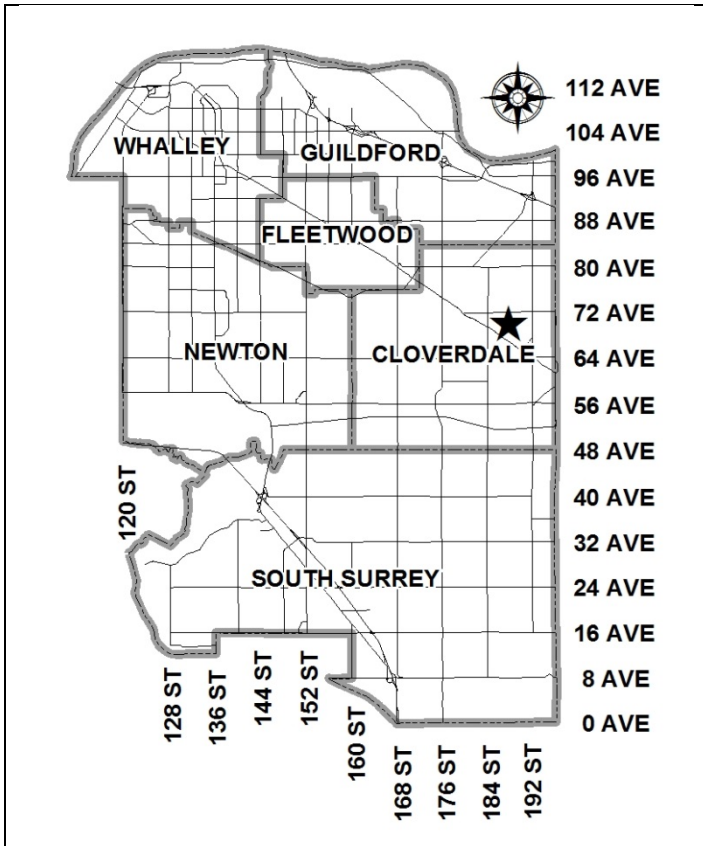 112 AVE
104 AVE
WHALLEY
GUILDFORD
96 AVE
88 AVE
FLEETWOOD
80 AVE
72 AVE
NEWTON
CLOVERDALE
64 AVE
56 AVE
48 AVE
120 ST
40 AVE
32 AVE
SOUTH SURREY
24 AVE
16 AVE
8 AVE
0 AVE
128 ST
136 ST
144 ST
152 ST
160 ST
168 ST
176 ST
184 ST
192 ST